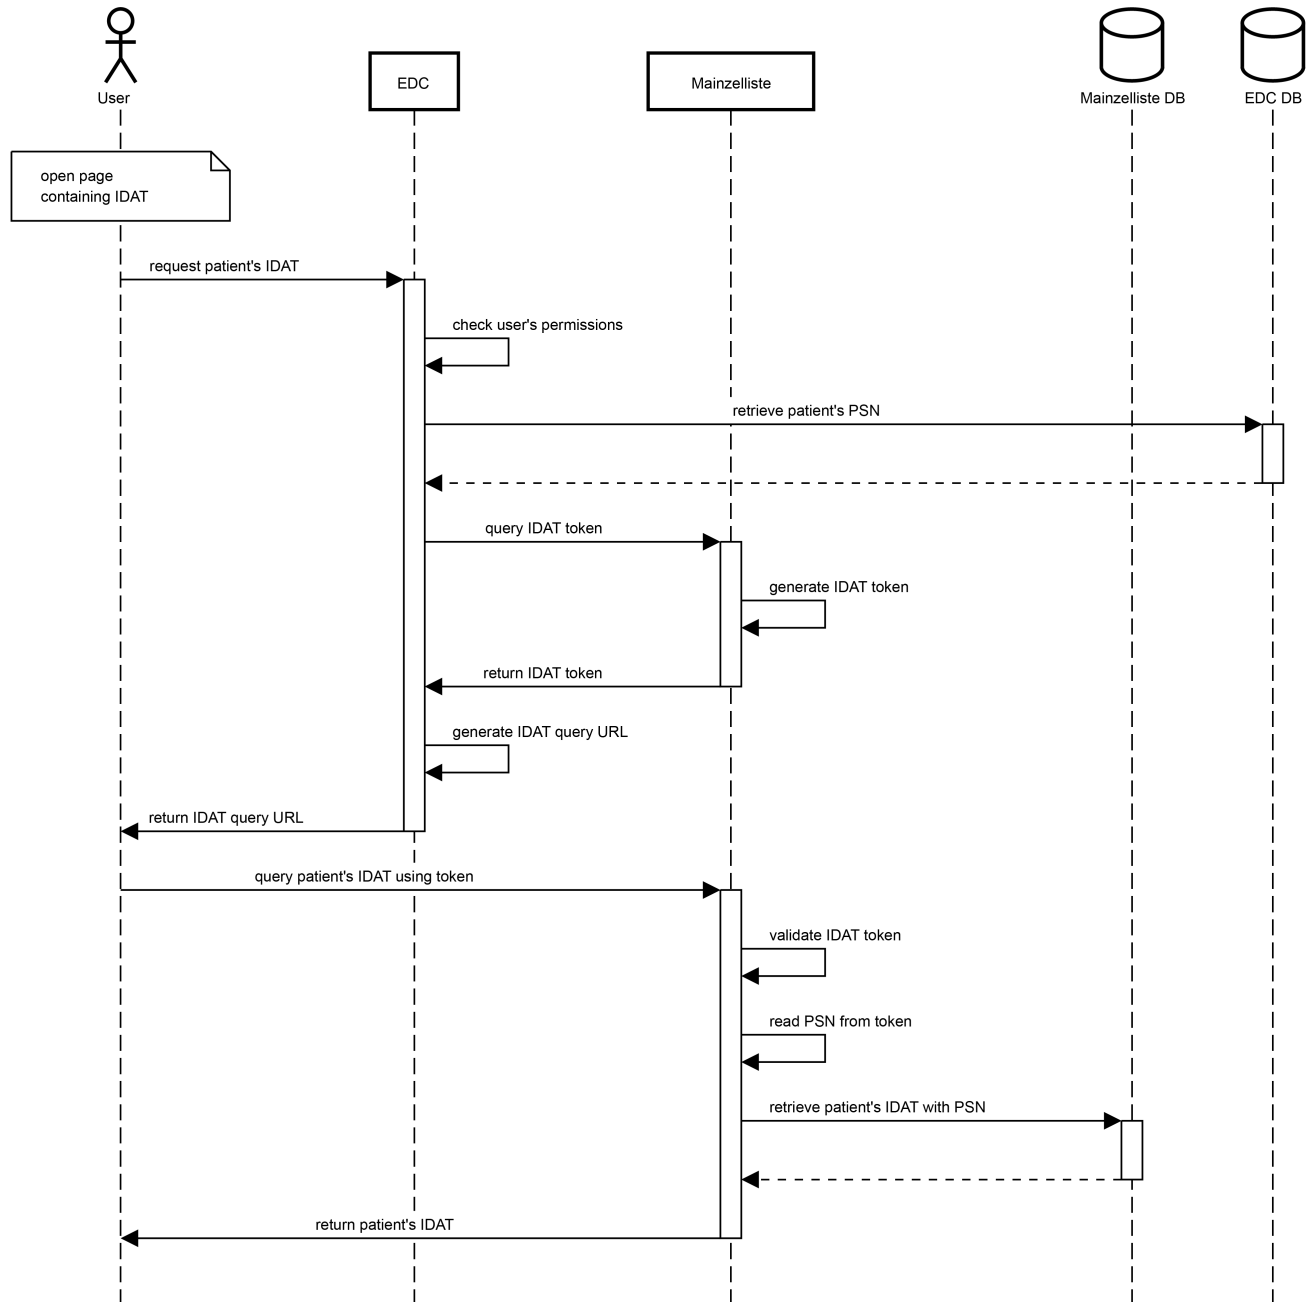 User
EDC
Mainzelliste
Mainzelliste DB
EDC DB
open page
containing IDAT
request patient's IDAT
check user's permissions
retrieve patient's PSN
query IDAT token
generate IDAT token
return IDAT token
generate IDAT query URL
return IDAT query URL
query patient's IDAT using token
validate IDAT token
read PSN from token
retrieve patient's IDAT with PSN
return patient's IDAT